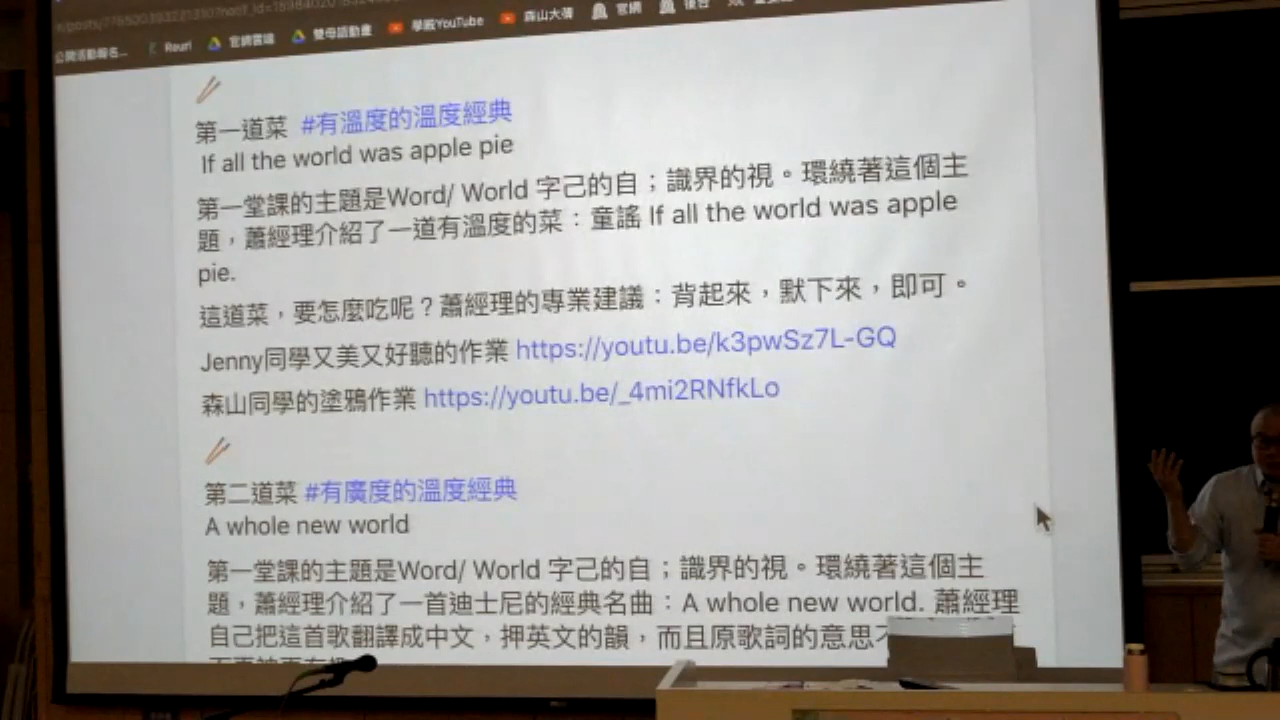 Reurl
官網雲端
雙母語動畫
學殿YouTube
森山大強
官網
後台
第一道菜 #有溫度的溫度經典
If all the world was apple pie
第一堂課的主題是Word/ World 字己的自；識界的視。環繞著這個主
題，蕭經理介紹了一道有溫度的菜：童謠 If all the world was apple
pie.
這道菜，要怎麼吃呢？蕭經理的專業建議：背起來，默下來，即可。
Jenny同學又美又好聽的作業 https://youtu.be/k3pwSz7L-GQ
森山同學的塗鴉作業 https://youtu.be/_4mi2RNfkLo
第二道菜 #有廣度的溫度經典
A whole new world
第一堂課的主題是Word/ World 字己的自；識界的視。環繞著這個主
題，蕭經理介紹了一首迪士尼的經典名曲：A whole new world. 蕭經理
自己把這首歌翻譯成中文，押英文的韻，而且原歌詞的意思